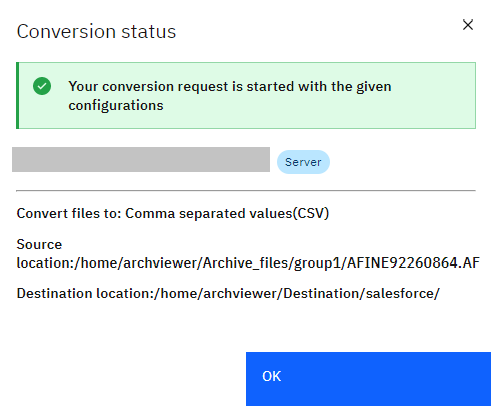 Conversion status
Your conversion request is started with the given
configurations
Server
Convert files to: Comma separated values(CSV)
Source
location:/home/archviewer/Archive_files/group1/AFINE92260864.AF
Destination location:/home/archviewer/Destination/salesforce/
OK